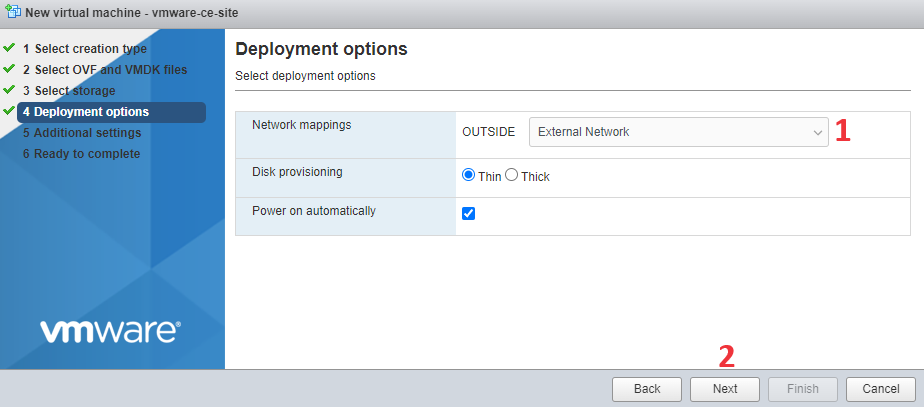 New virtual machine - vmware-ce-site
1 Select creation type
2 Select OVF and VMDK files
3 Select storage
4 Deployment options
5 Additional settings
6 Ready to complete
vmware®
Deployment options
Select deployment options
Network mappings OUTSIDE External Network 1
Disk provisioning Thin Thick
Power on automatically
2
Back Next Finish Cancel